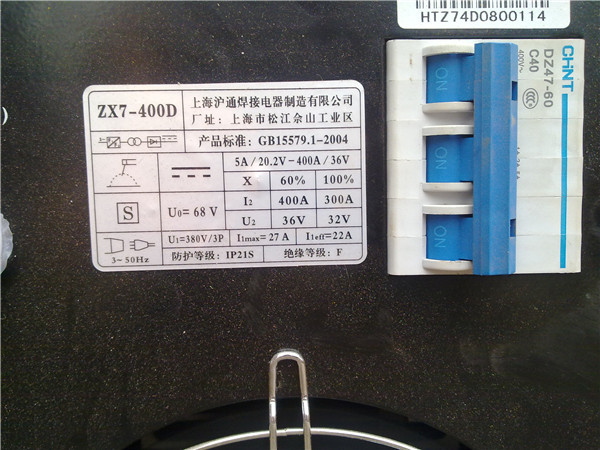 HTZ74D0800114
ZX7-400D
上海沪通焊接电器制造有限公司
厂址：上海市松江佘山工业区
产品标准：GB15579.1-2004
5A/20.2V-400A/36V
X 60% 100%
S
U0=68V
I2 400A 300A
U2 36V 32V
3~50Hz
U1=380V/3P
I1max=27A
I1eff=22A
防护等级：IP21S
绝缘等级：F
CHNT
DZ47-60
C40
400V~
CCC
ON
ON
ON